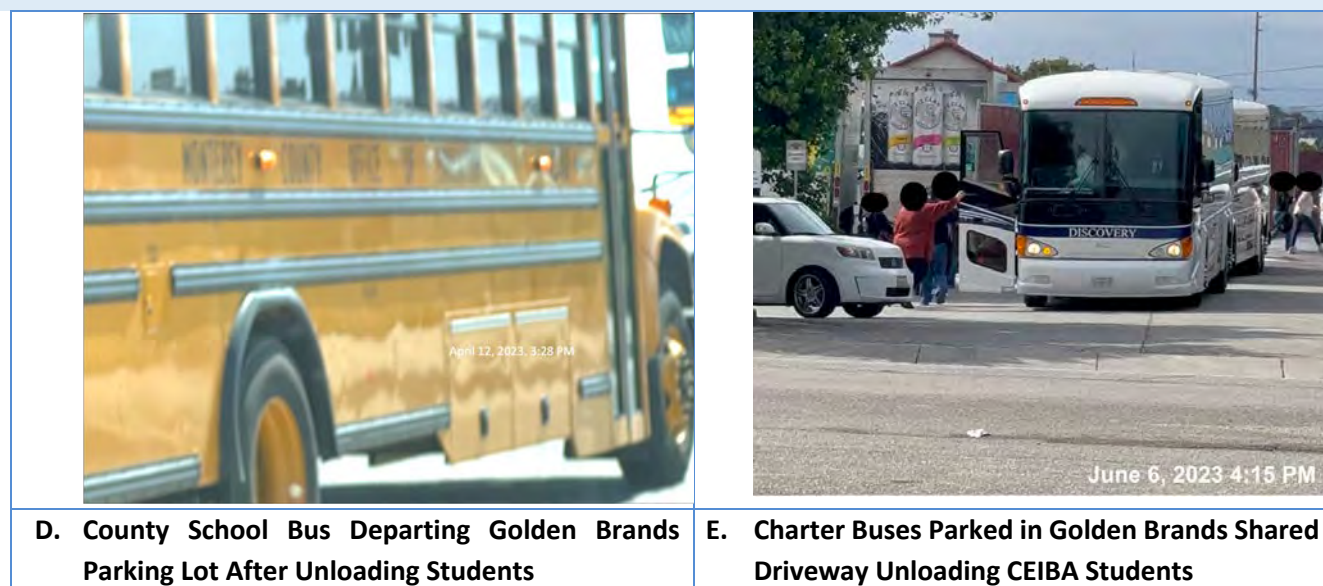 MONTEREY COUNTY OFFICE OF
April 12, 2023, 3:28 PM
DISCOVERY
June 6, 2023 4:15 PM
D. County School Bus Departing Golden Brands
Parking Lot After Unloading Students
E. Charter Buses Parked in Golden Brands Shared
Driveway Unloading CEIBA Students